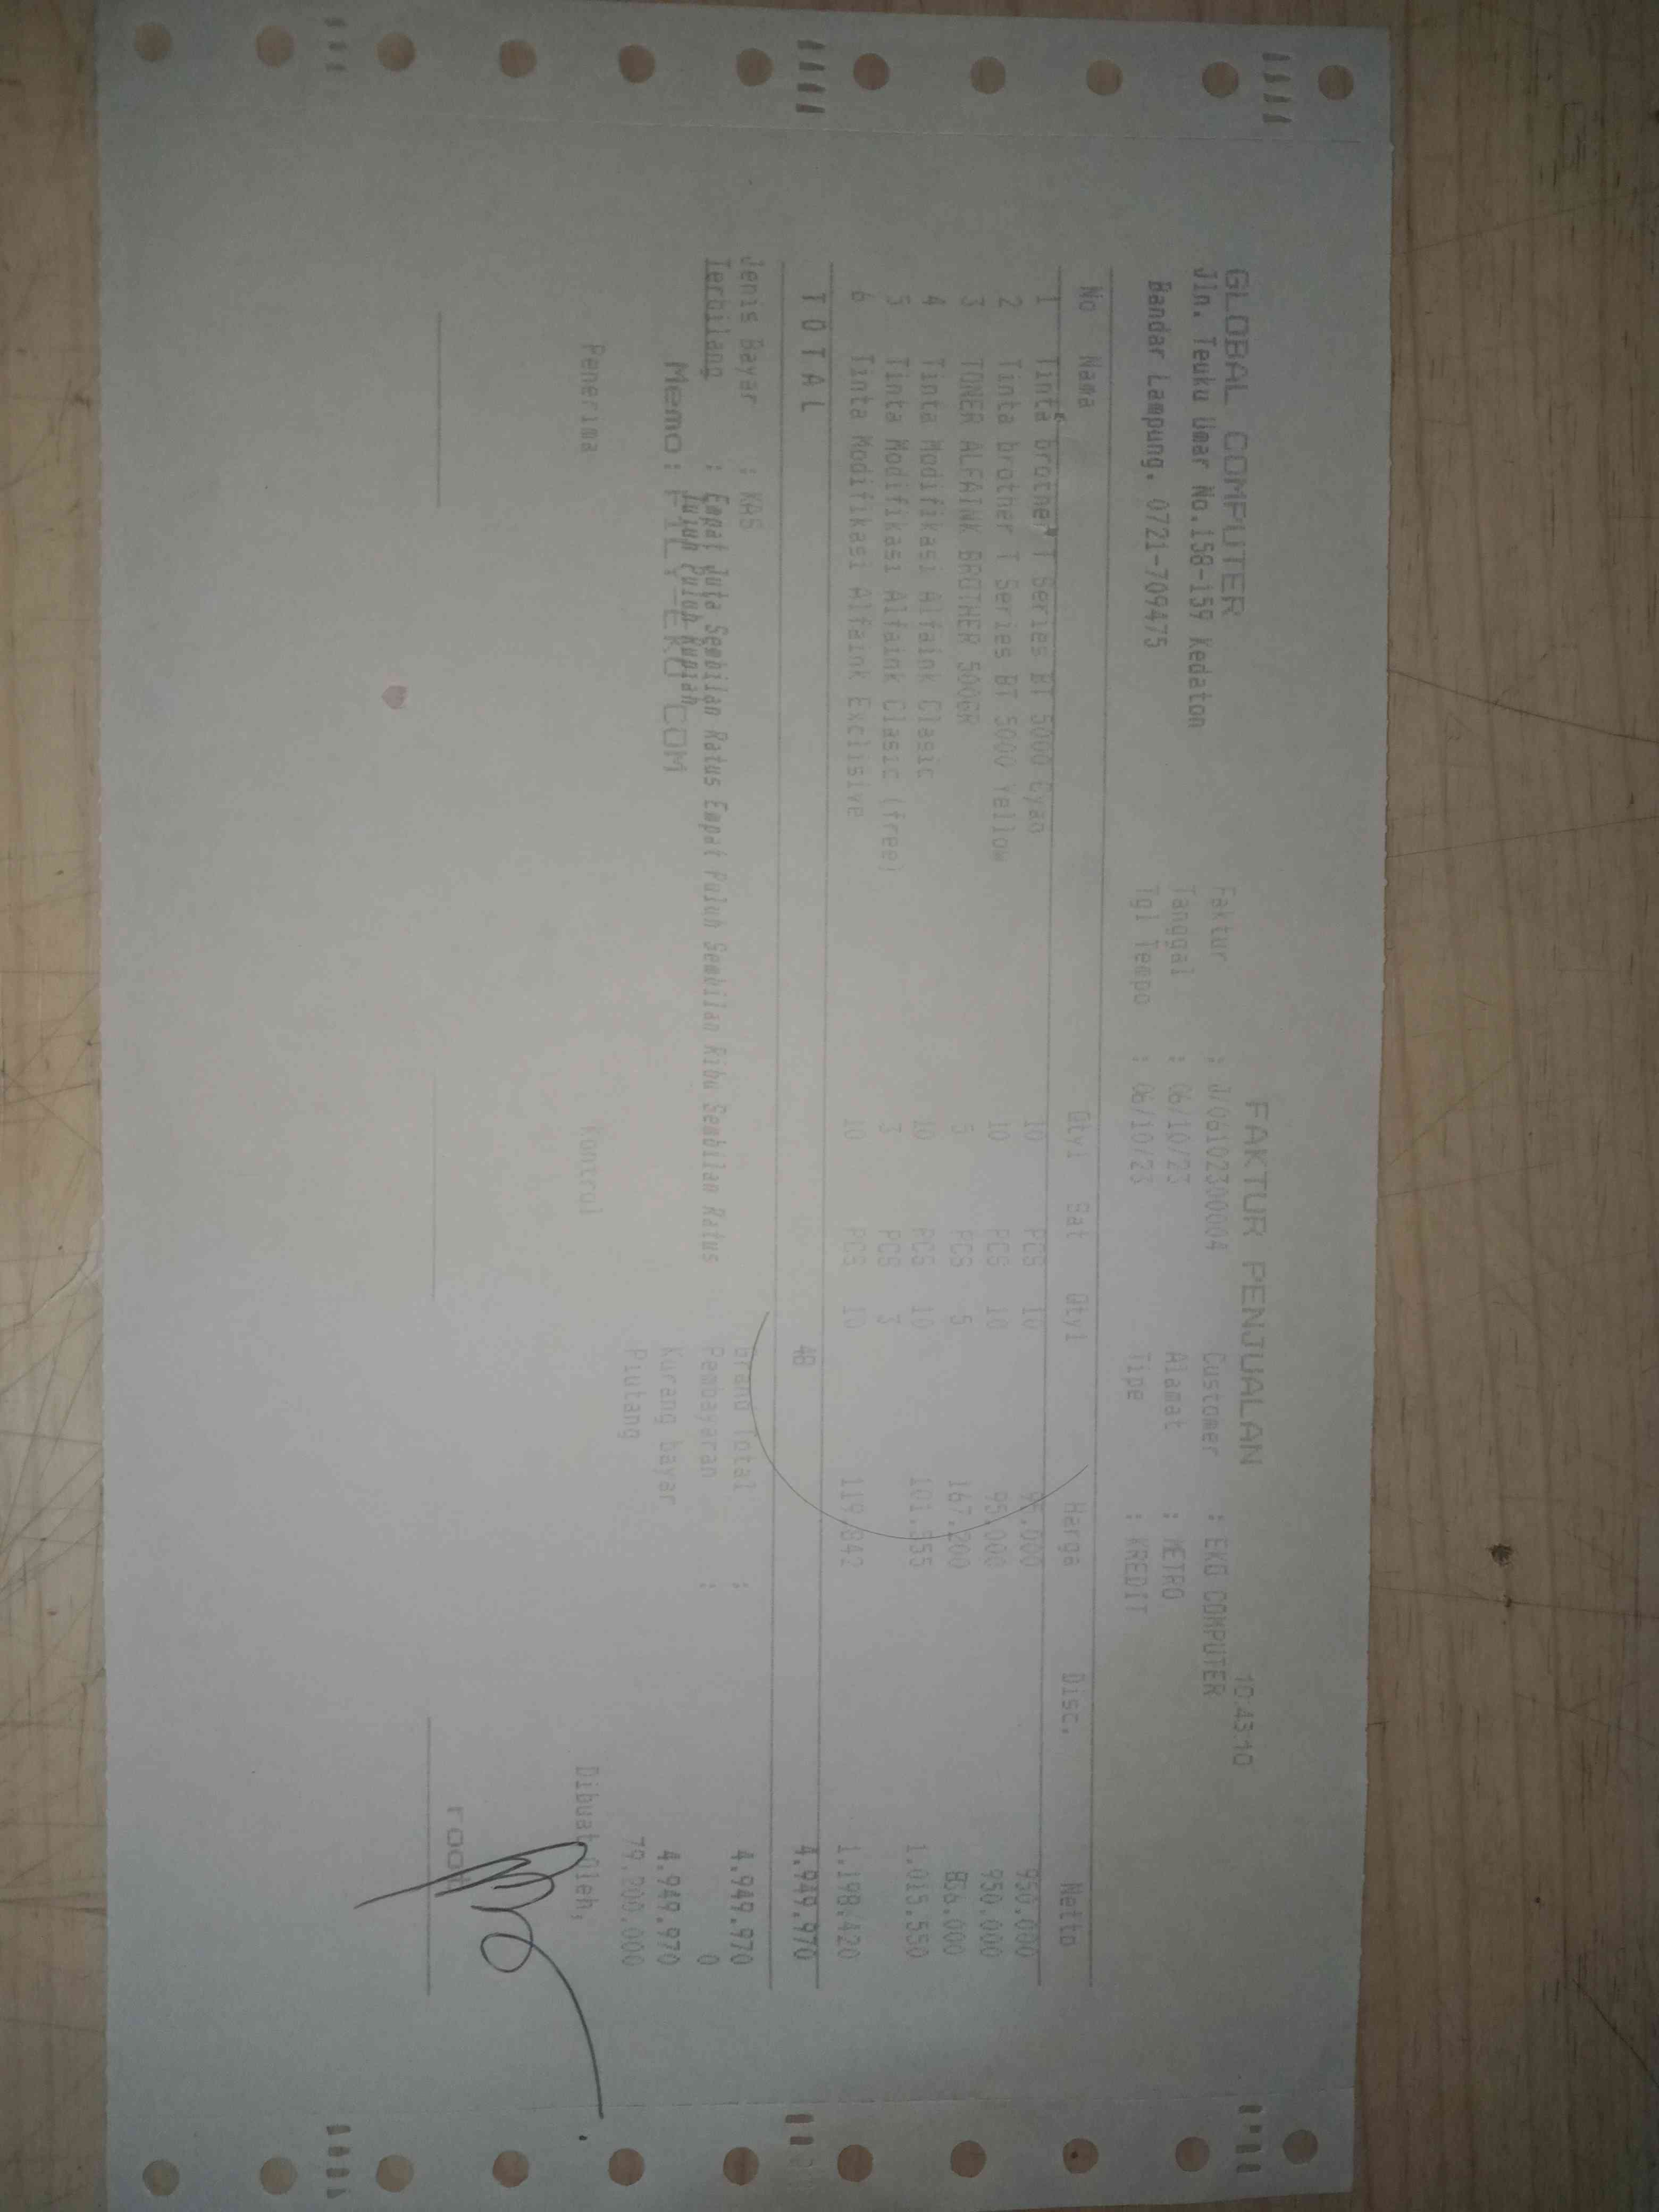 FAKTUR PENJUALAN 10:43:10
GLOBAL COMPUTER
Jln. Teuku Umar No.158-159 Kedaton
Bandar Lampung. 0721-709475
Faktur : J/06102300004
Tanggal : 06/10/23
Tgl Tempo : 06/10/23
Customer : EKO COMPUTER
Alamat : METRO
Tipe : KREDIT
No Nama Qty1 Sat Qty1 Harga Disc. Netto
1 Tinta brother T Series BT 5000 Cyan 10 PCS 10 95.000 950.000
2 Tinta brother T Series BT 5000 Yellow 10 PCS 10 95.000 950.000
3 TONER ALFAINK BROTHER 500GR 5 PCS 5 167.200 836.000
4 Tinta Modifikasi Alfaink Clasic 10 PCS 10 101.555 1.015.550
5 Tinta Modifikasi Alfaink Clasic (free) 3 PCS 3
6 Tinta Modifikasi Alfaink Exclisive 10 PCS 10 119.842 1.198.420
T O T A L 48 4.949.970
Jenis Bayar : KAS
Terbilang : Empat Juta Sembilan Ratus Empat Puluh Sembilan Ribu Sembilan Ratus
Tujuh Puluh Rupiah
Memo :
Grand Total : 4.949.970
Pembayaran : 0
Kurang bayar 4.949.970
Piutang 79.200.000
Penerima Kontrol Dibuat Oleh,
root